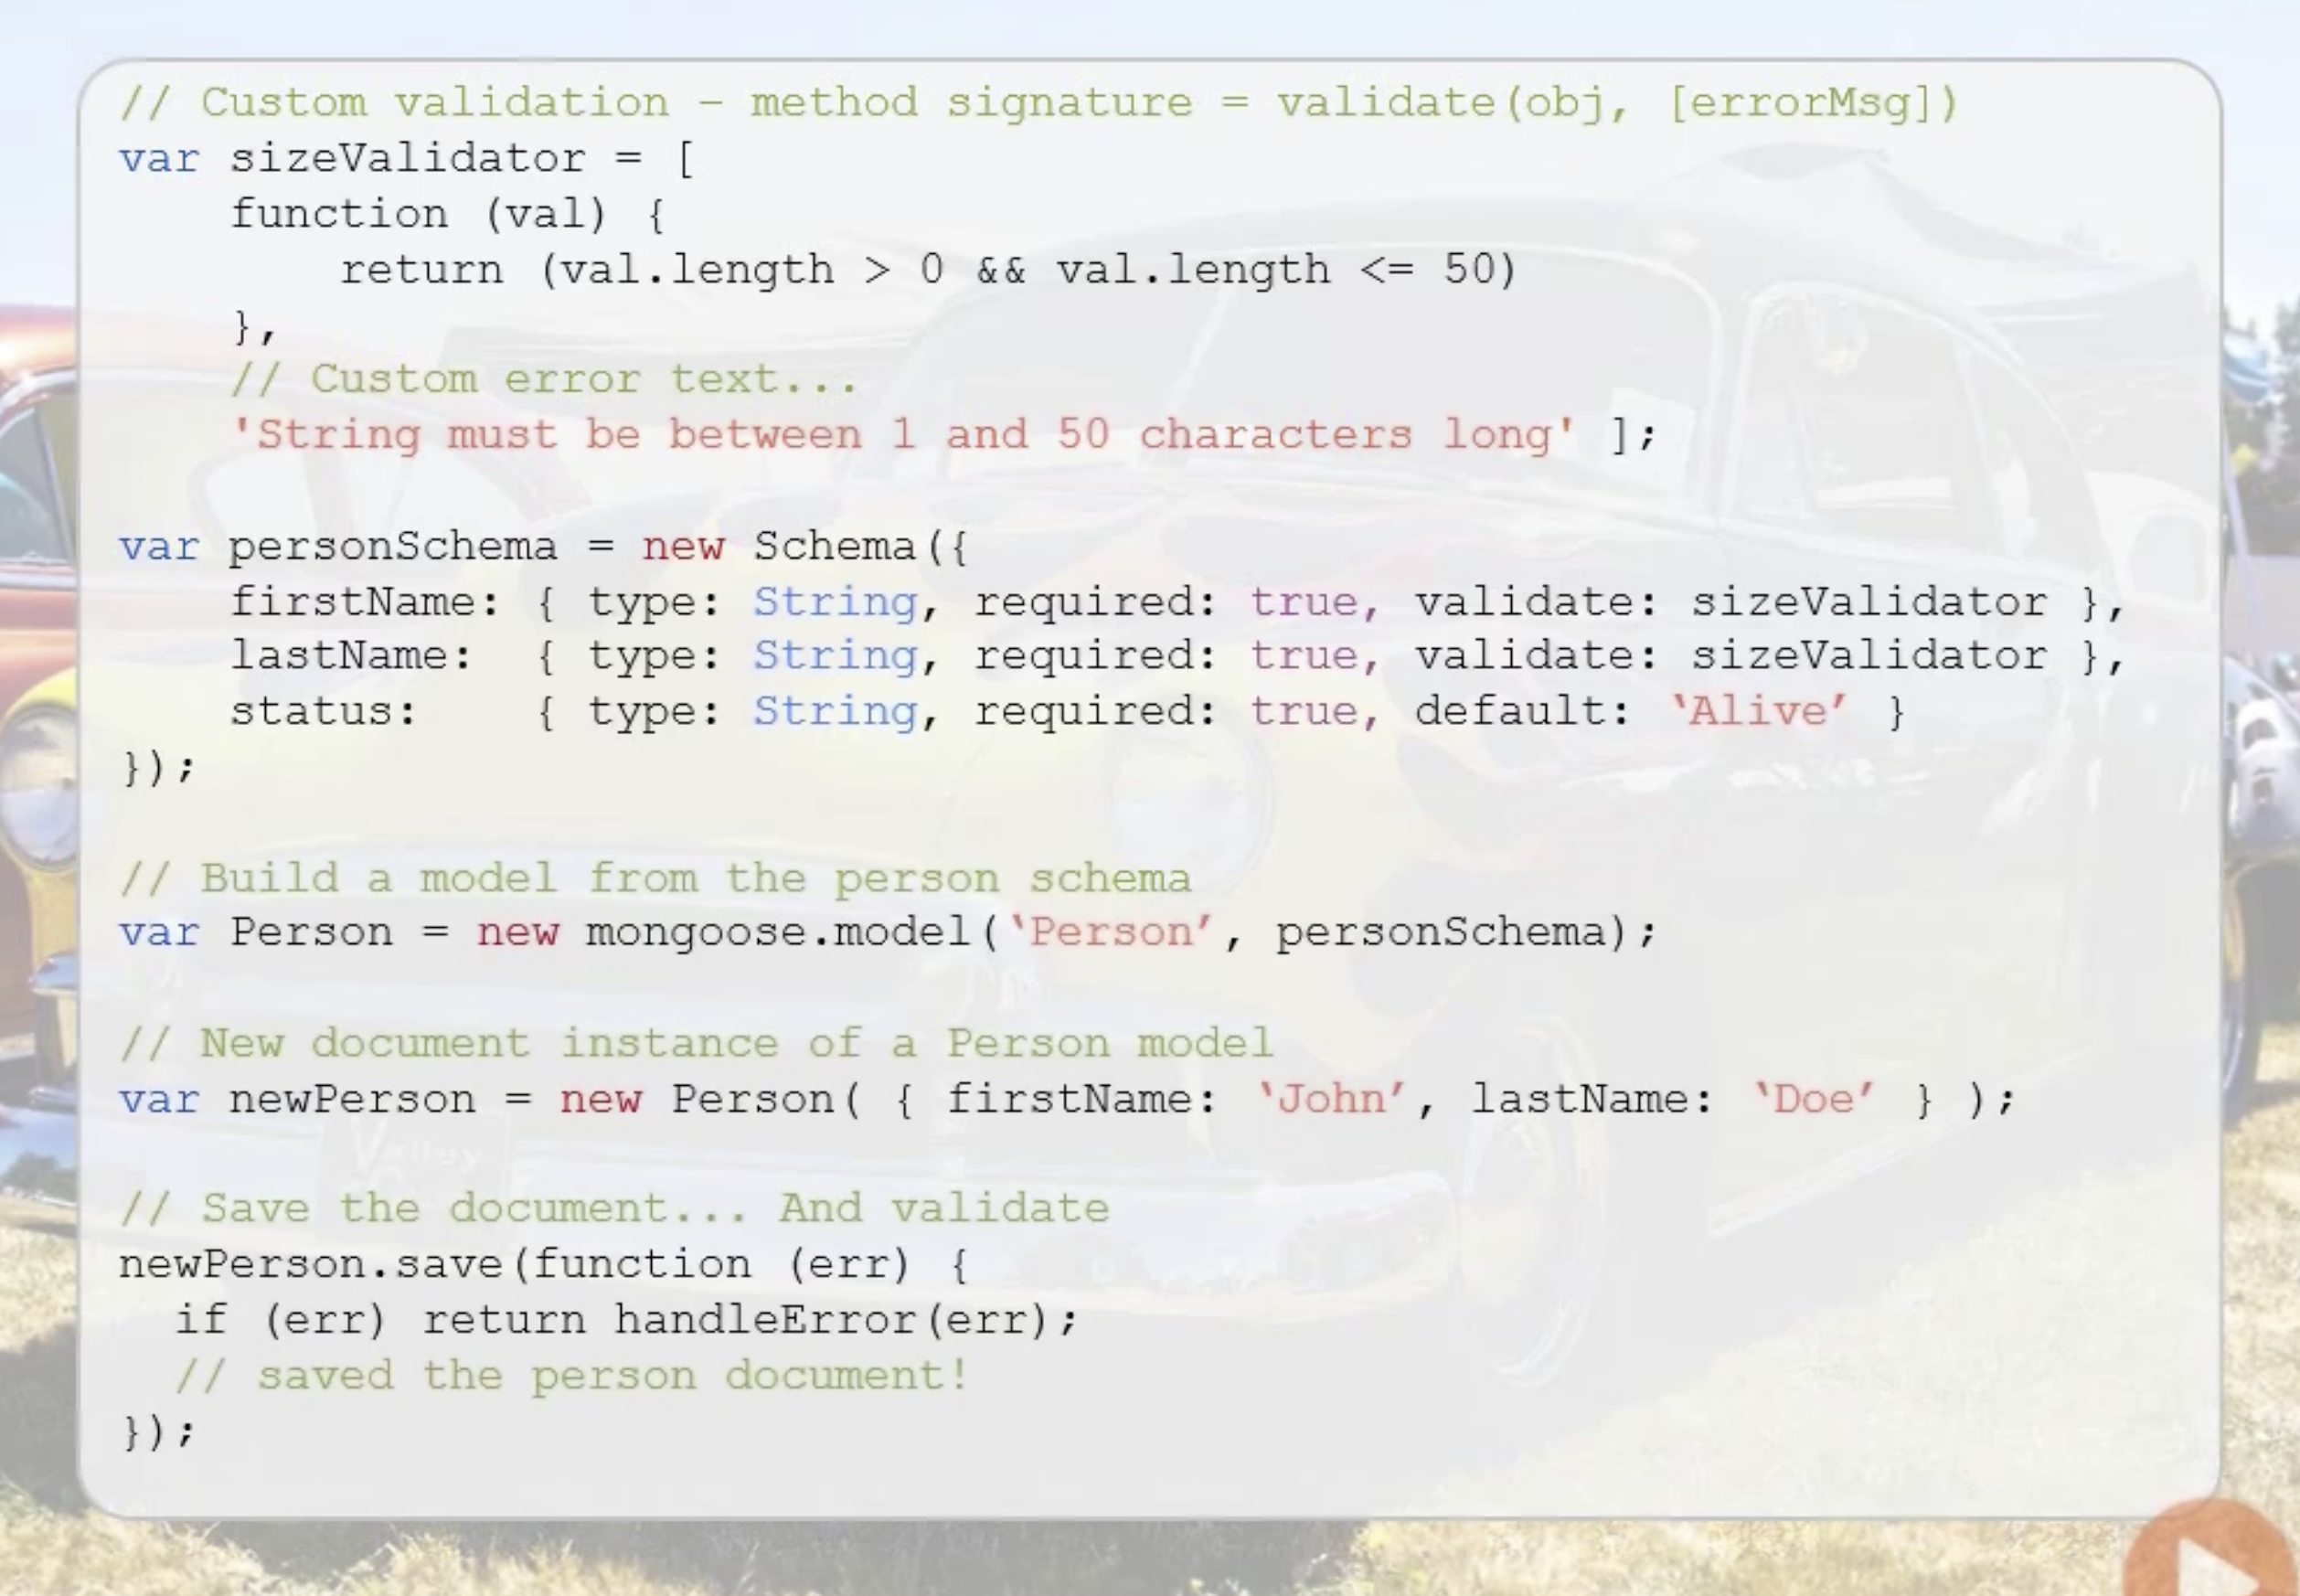 // Custom validation – method signature = validate(obj, [errorMsg])
var sizeValidator = [
    function (val) {
        return (val.length > 0 && val.length <= 50)
    },
    // Custom error text...
    'String must be between 1 and 50 characters long' ];

var personSchema = new Schema({
    firstName: { type: String, required: true, validate: sizeValidator },
    lastName:  { type: String, required: true, validate: sizeValidator },
    status:    { type: String, required: true, default: ‘Alive’ }
});

// Build a model from the person schema
var Person = new mongoose.model(‘Person’, personSchema);

// New document instance of a Person model
var newPerson = new Person( { firstName: ‘John’, lastName: ‘Doe’ } );
Valley

// Save the document... And validate
newPerson.save(function (err) {
  if (err) return handleError(err);
  // saved the person document!
});